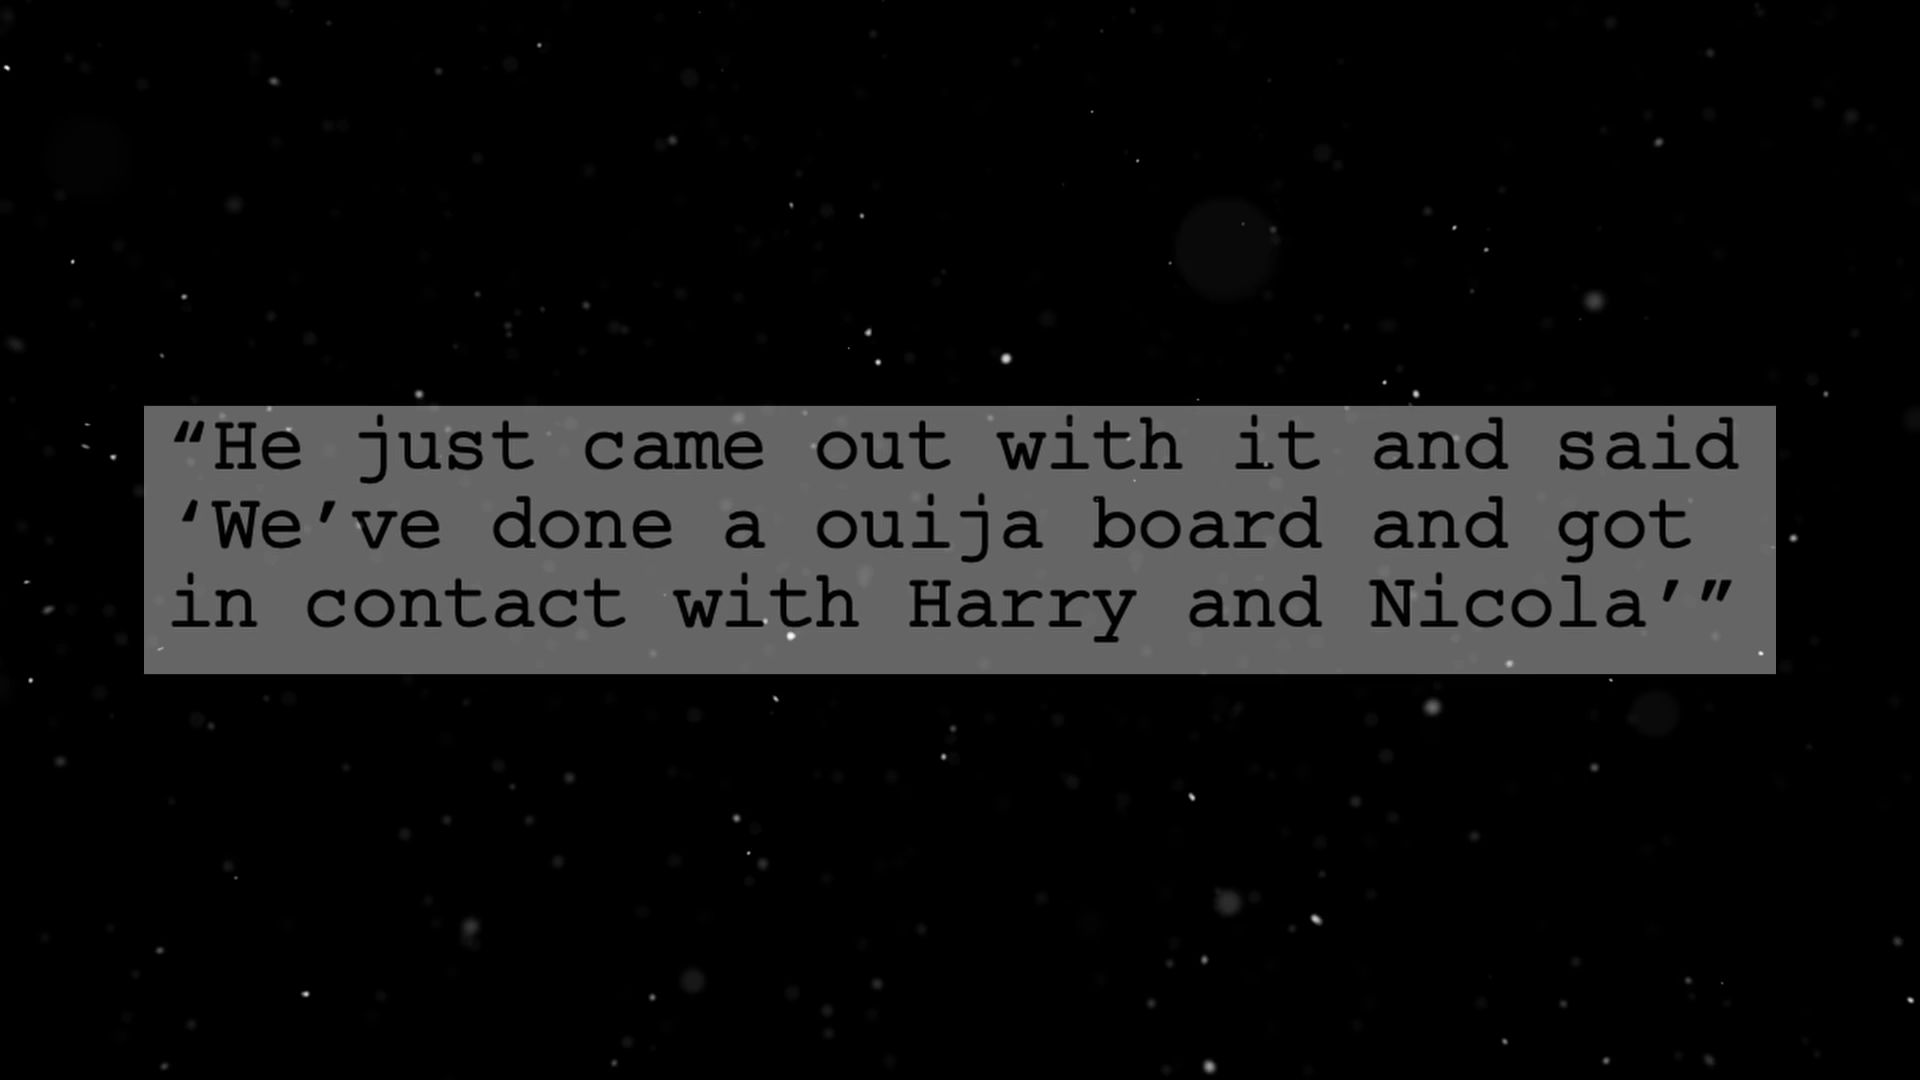 “He just came out with it and said
‘We’ve done a ouija board and got
in contact with Harry and Nicola’”